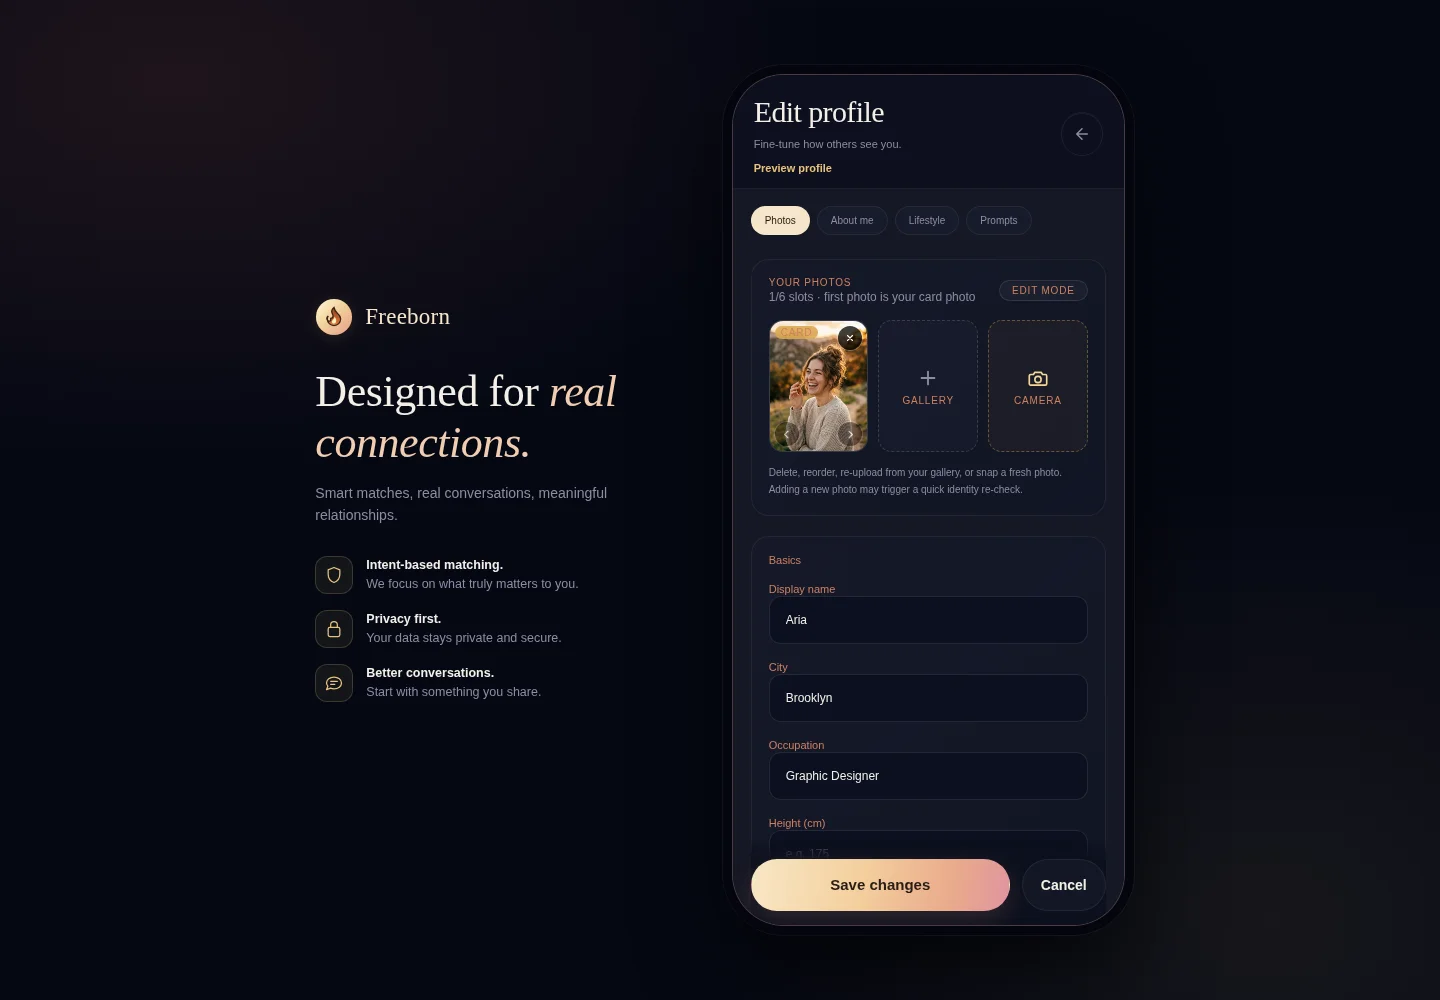 Freeborn
Designed for real
connections.
Smart matches, real conversations, meaningful
relationships.
Intent-based matching.
We focus on what truly matters to you.
Privacy first.
Your data stays private and secure.
Better conversations.
Start with something you share.
Edit profile
Fine-tune how others see you.
Preview profile
Photos
About me
Lifestyle
Prompts
YOUR PHOTOS
1/6 slots · first photo is your card photo
EDIT MODE
CARD
GALLERY
CAMERA
Delete, reorder, re-upload from your gallery, or snap a fresh photo.
Adding a new photo may trigger a quick identity re-check.
Basics
Display name
Aria
City
Brooklyn
Occupation
Graphic Designer
Height (cm)
e.g. 175
Save changes
Cancel